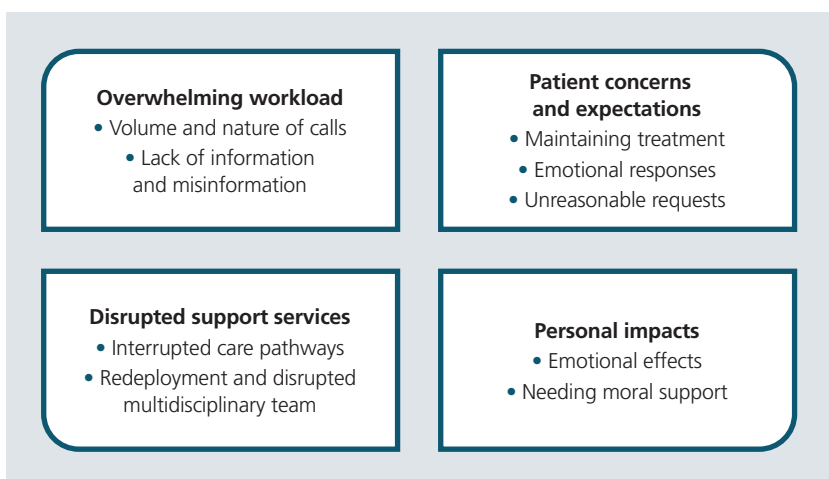 Overwhelming workload
• Volume and nature of calls
• Lack of information
and misinformation
Patient concerns
and expectations
• Maintaining treatment
• Emotional responses
• Unreasonable requests
Disrupted support services
• Interrupted care pathways
• Redeployment and disrupted
multidisciplinary team
Personal impacts
• Emotional effects
• Needing moral support